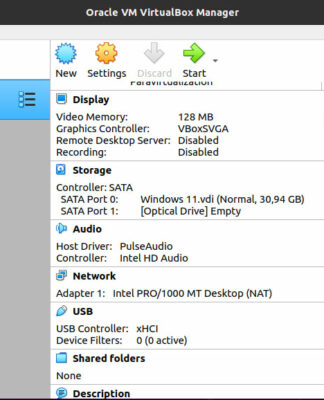 Oracle VM VirtualBox Manager
New Settings Discard Start
Paravirtualization
Display
Video Memory: 128 MB
Graphics Controller: VBoxSVGA
Remote Desktop Server: Disabled
Recording: Disabled
Storage
Controller: SATA
SATA Port 0: Windows 11.vdi (Normal, 30,94 GB)
SATA Port 1: [Optical Drive] Empty
Audio
Host Driver: PulseAudio
Controller: Intel HD Audio
Network
Adapter 1: Intel PRO/1000 MT Desktop (NAT)
USB
USB Controller: xHCI
Device Filters: 0 (0 active)
Shared folders
None
Description